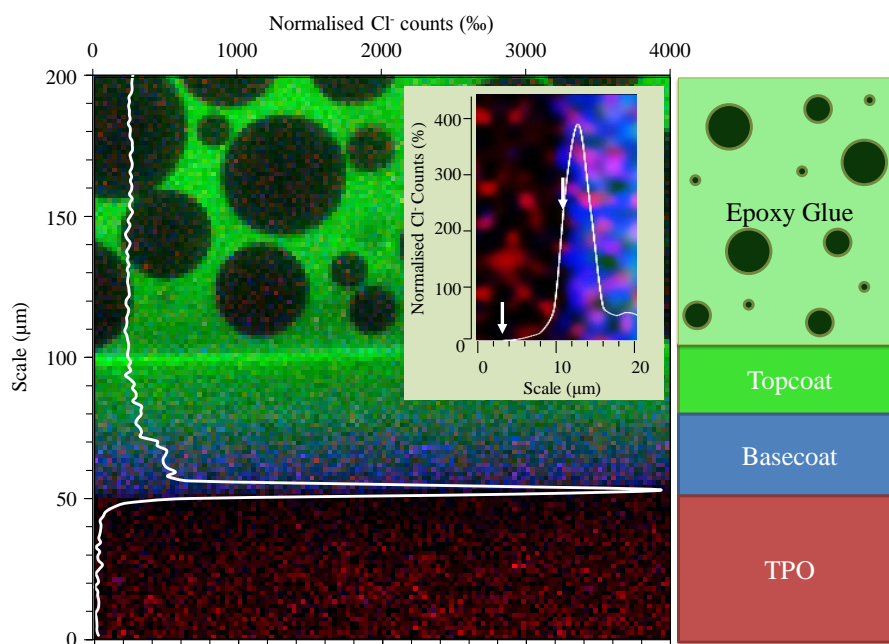 Normalised Cl⁻ counts (‰)
0 1000 2000 3000 4000
200
150
100
50
0
Scale (μm)
400
300
200
100
0
Normalised Cl⁻ Counts (%)
0 10 20
Scale (μm)
Epoxy Glue
Topcoat
Basecoat
TPO